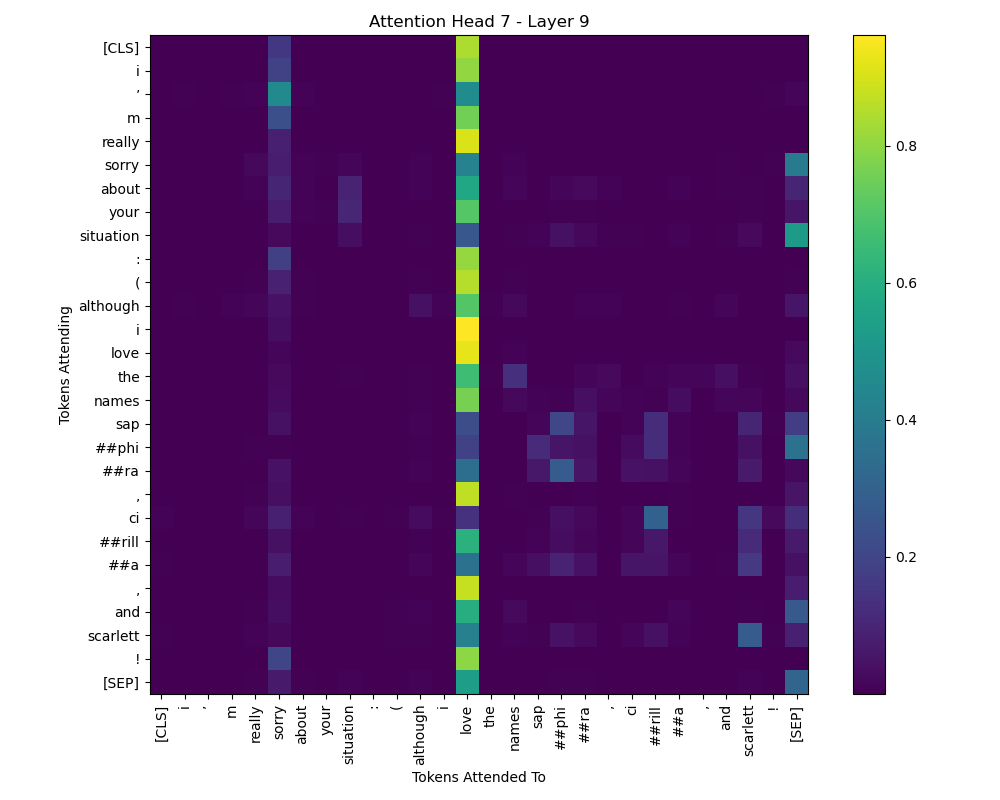 Attention Head 7 - Layer 9
[CLS]
i
’
m
really
sorry
about
your
situation
:
(
although
i
love
the
names
sap
##phi
##ra
,
ci
##rill
##a
,
and
scarlett
!
[SEP]
Tokens Attending
[CLS]
i
’
m
really
sorry
about
your
situation
:
(
although
i
love
the
names
sap
##phi
##ra
,
ci
##rill
##a
,
and
scarlett
!
[SEP]
Tokens Attended To
0.8
0.6
0.4
0.2